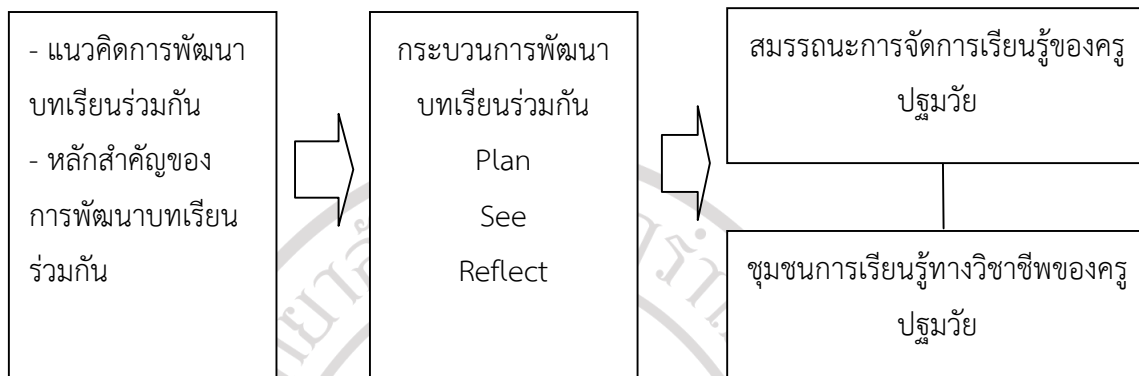 - แนวคิดการพัฒนา
บทเรียนร่วมกัน
- หลักสำคัญของ
การพัฒนาบทเรียน
ร่วมกัน
กระบวนการพัฒนา
บทเรียนร่วมกัน
Plan
See
Reflect
สมรรถนะการจัดการเรียนรู้ของครู
ปฐมวัย
ชุมชนการเรียนรู้ทางวิชาชีพของครู
ปฐมวัย